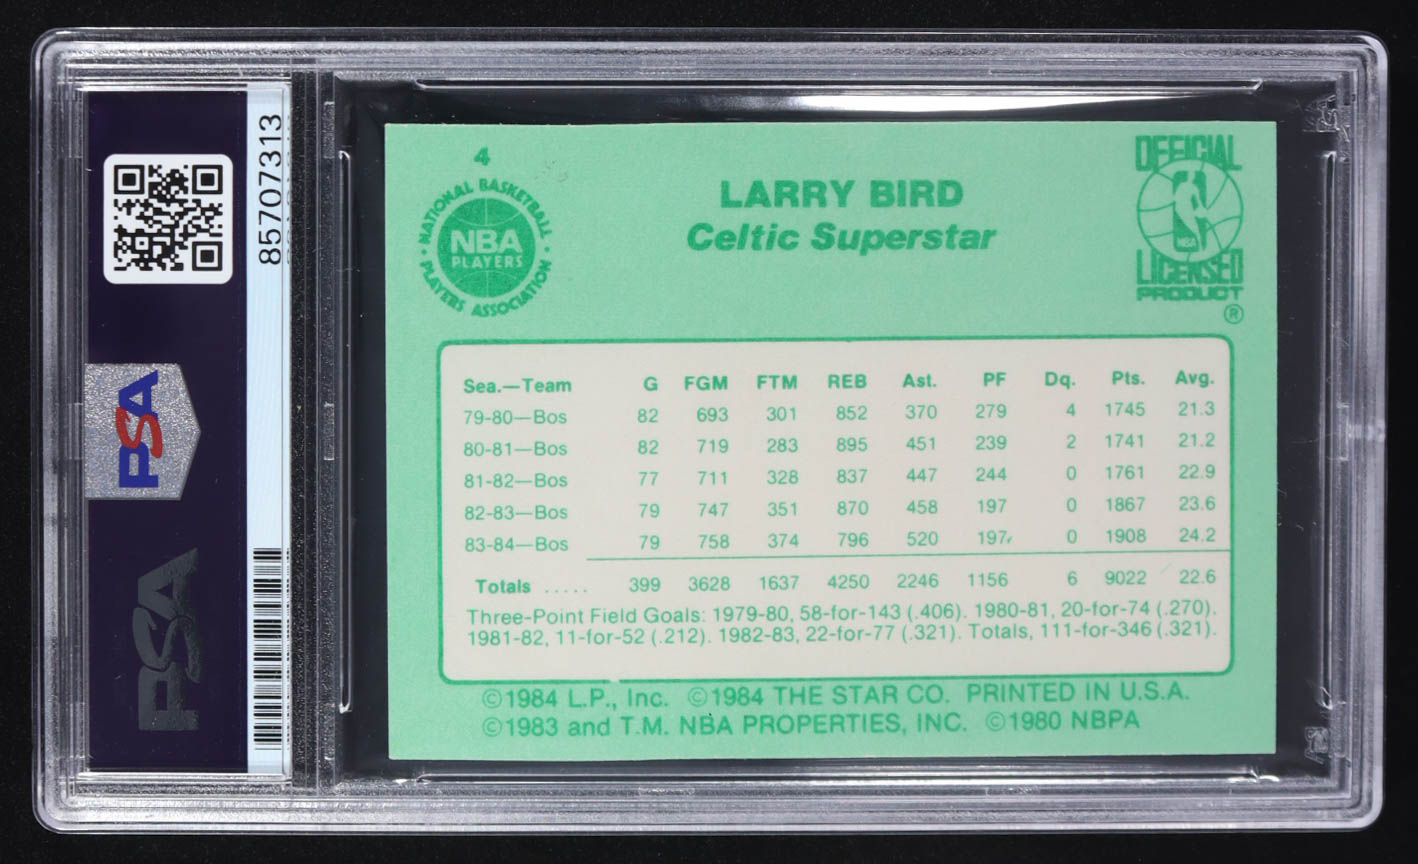 85707313
PSA
PSA
4
NATIONAL BASKETBALL
NBA
PLAYERS
PLAYERS ASSOCIATION
LARRY BIRD
Celtic Superstar
OFFICIAL
NBA
LICENSED
PRODUCT
®
Sea.—Team G FGM FTM REB Ast. PF Dq. Pts. Avg.
79-80—Bos 82 693 301 852 370 279 4 1745 21.3
80-81—Bos 82 719 283 895 451 239 2 1741 21.2
81-82—Bos 77 711 328 837 447 244 0 1761 22.9
82-83—Bos 79 747 351 870 458 197 0 1867 23.6
83-84—Bos 79 758 374 796 520 197 0 1908 24.2
Totals ..... 399 3628 1637 4250 2246 1156 6 9022 22.6
Three-Point Field Goals: 1979-80, 58-for-143 (.406). 1980-81, 20-for-74 (.270).
1981-82, 11-for-52 (.212). 1982-83, 22-for-77 (.321). Totals, 111-for-346 (.321).
©1984 L.P., Inc. ©1984 THE STAR CO. PRINTED IN U.S.A.
©1983 and T.M. NBA PROPERTIES, INC. ©1980 NBPA